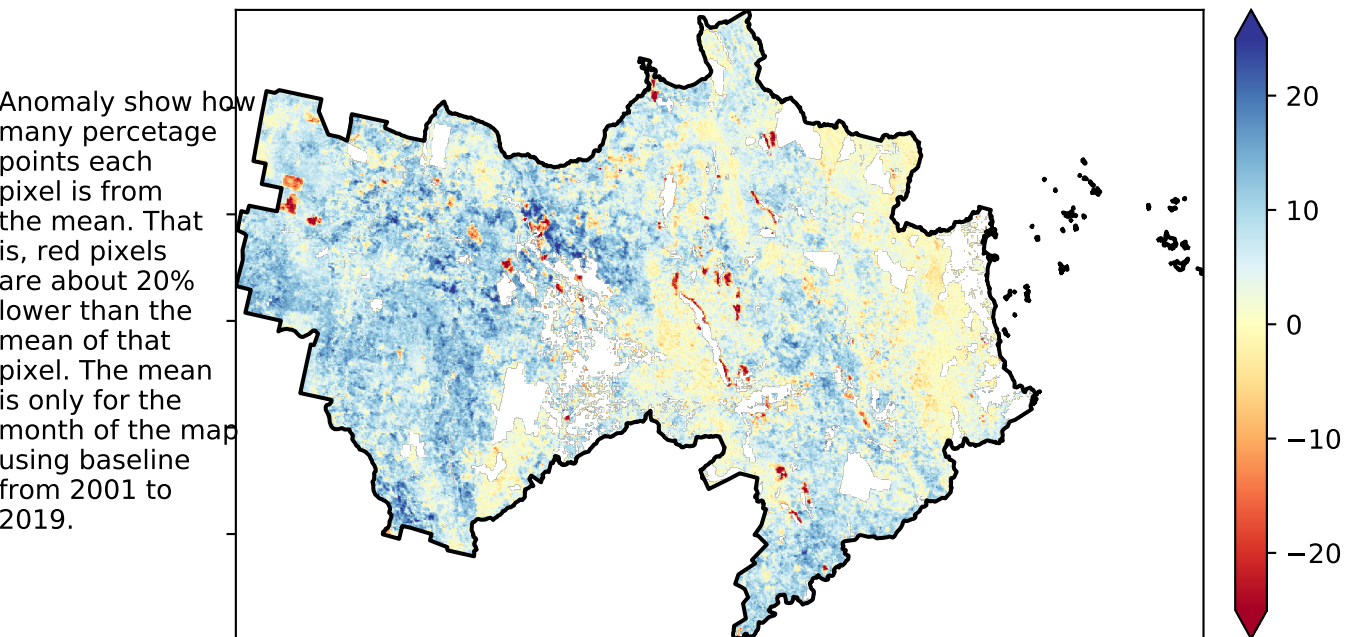 Anomaly show how
many percetage
points each
pixel is from
the mean. That
is, red pixels
are about 20%
lower than the
mean of that
pixel. The mean
is only for the
month of the map
using baseline
from 2001 to
2019.
20
10
0
−10
−20